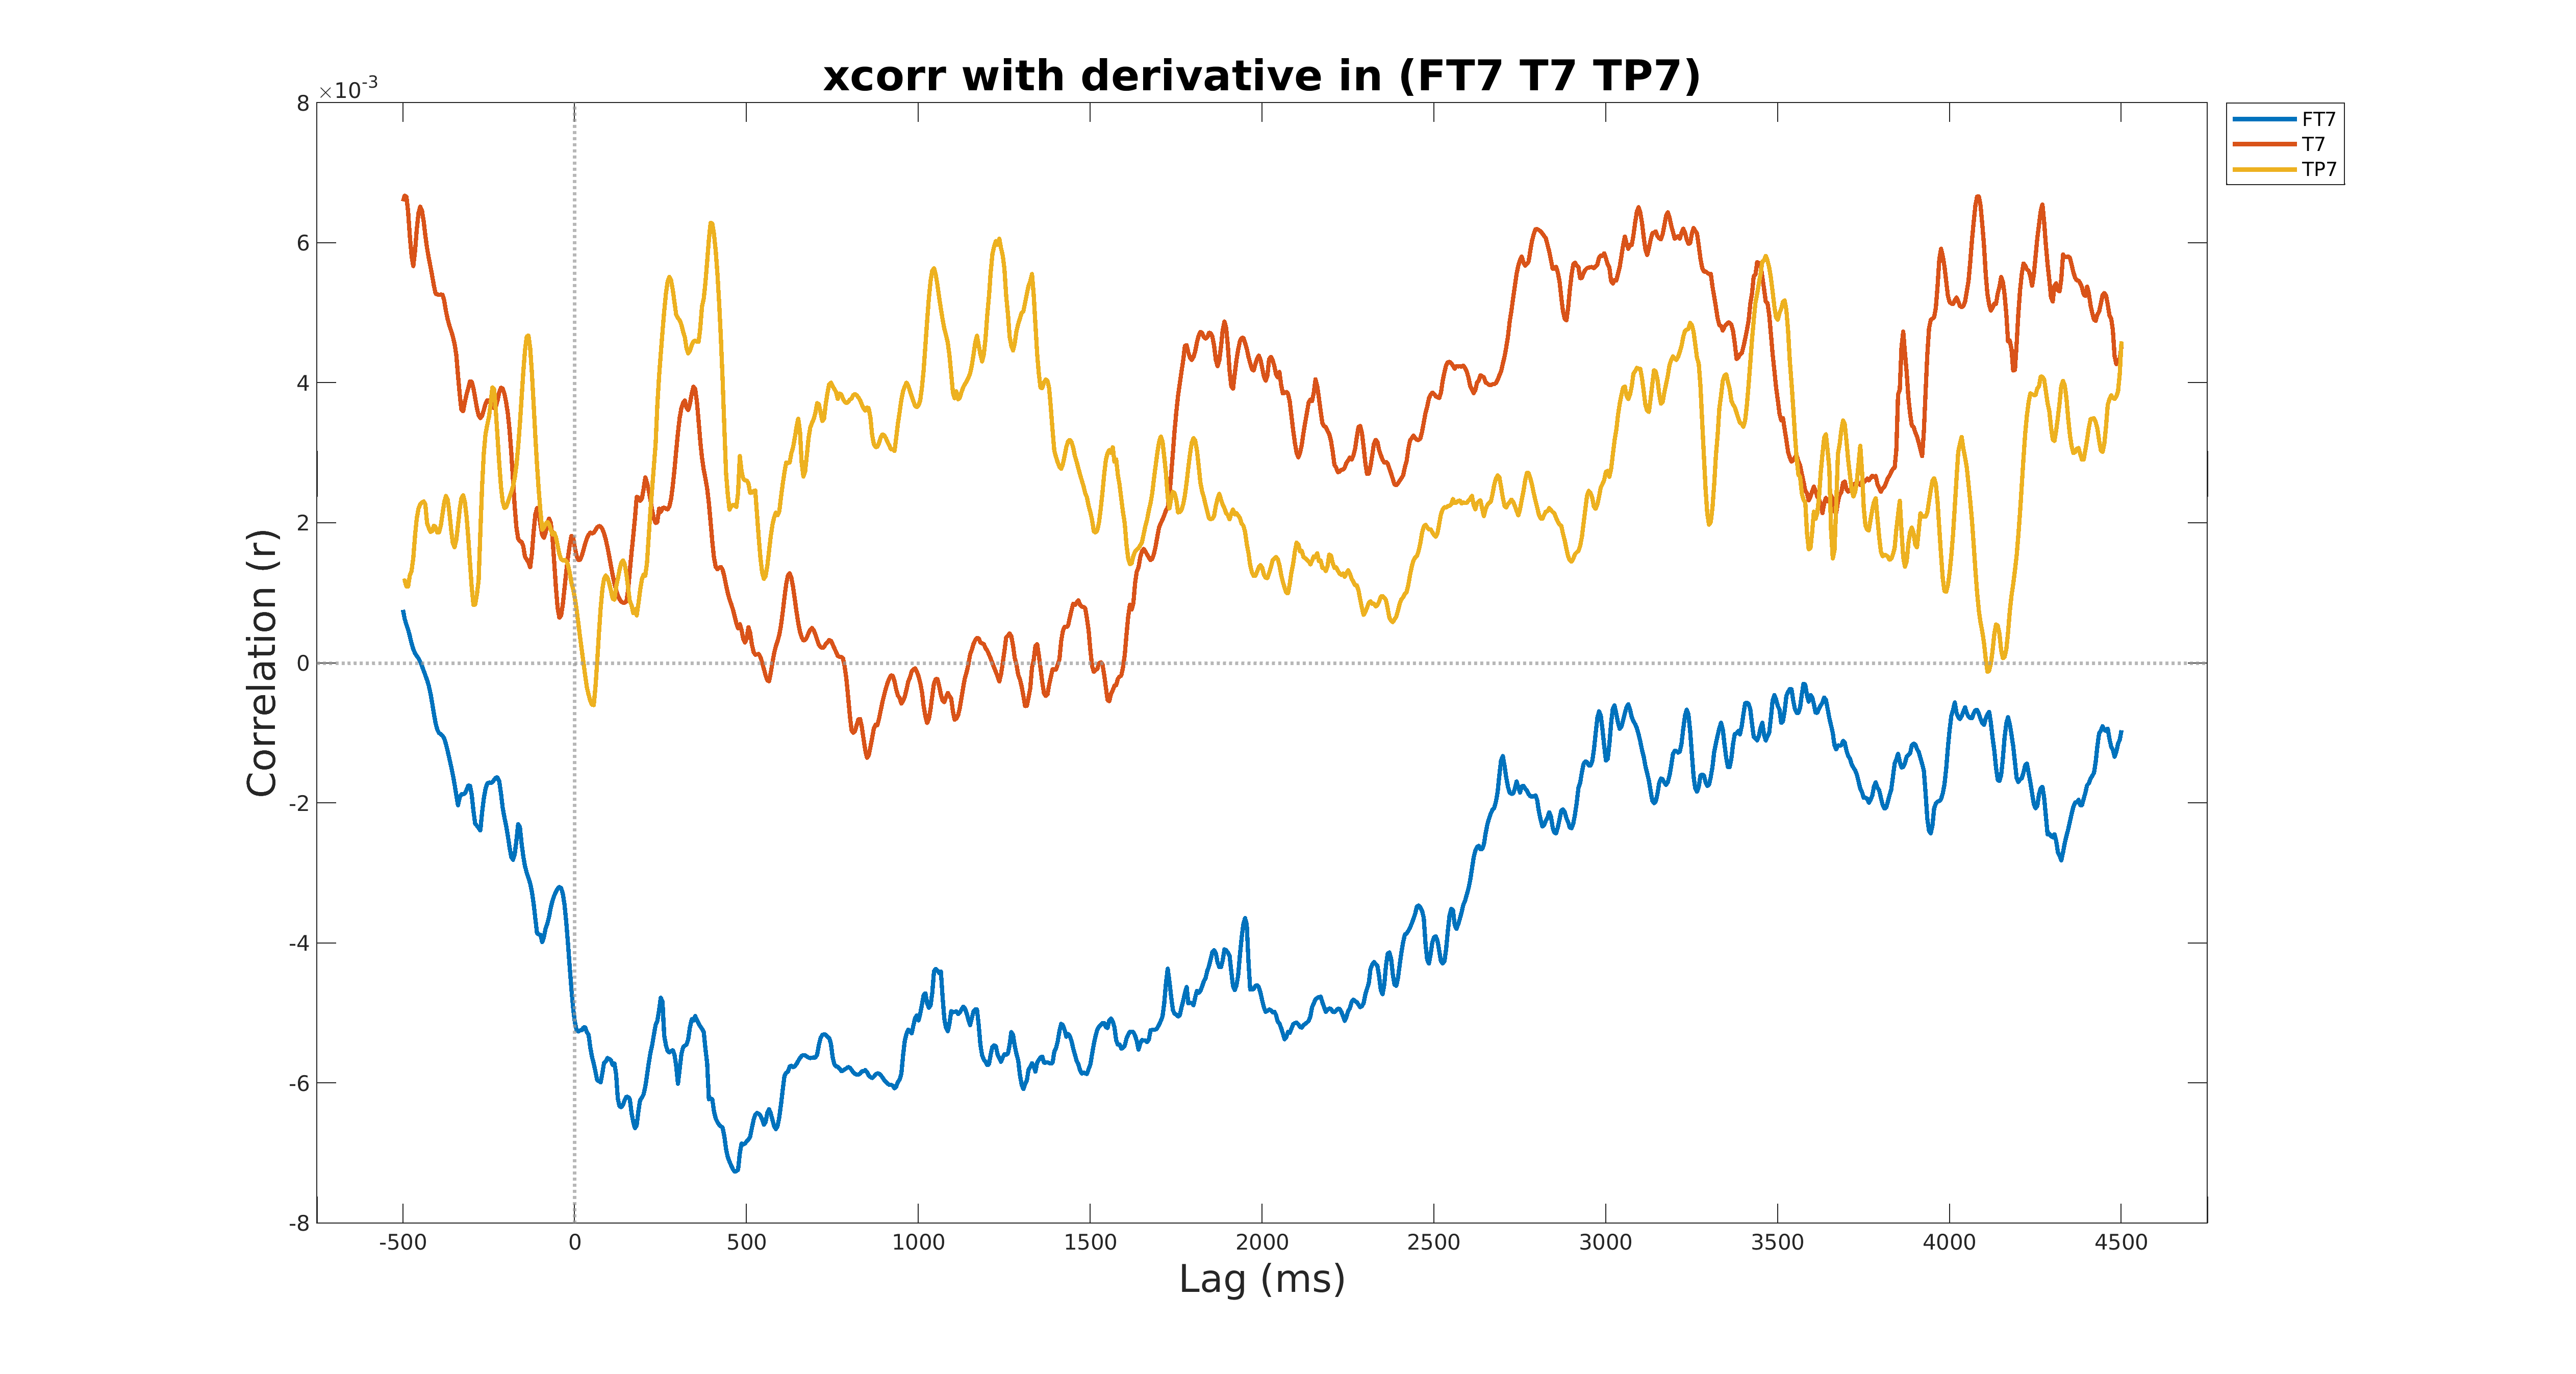 xcorr with derivative in (FT7 T7 TP7)
×10-3
8
6
4
2
0
-2
-4
-6
-8
Correlation (r)
-500 0 500 1000 1500 2000 2500 3000 3500 4000 4500
Lag (ms)
FT7
T7
TP7